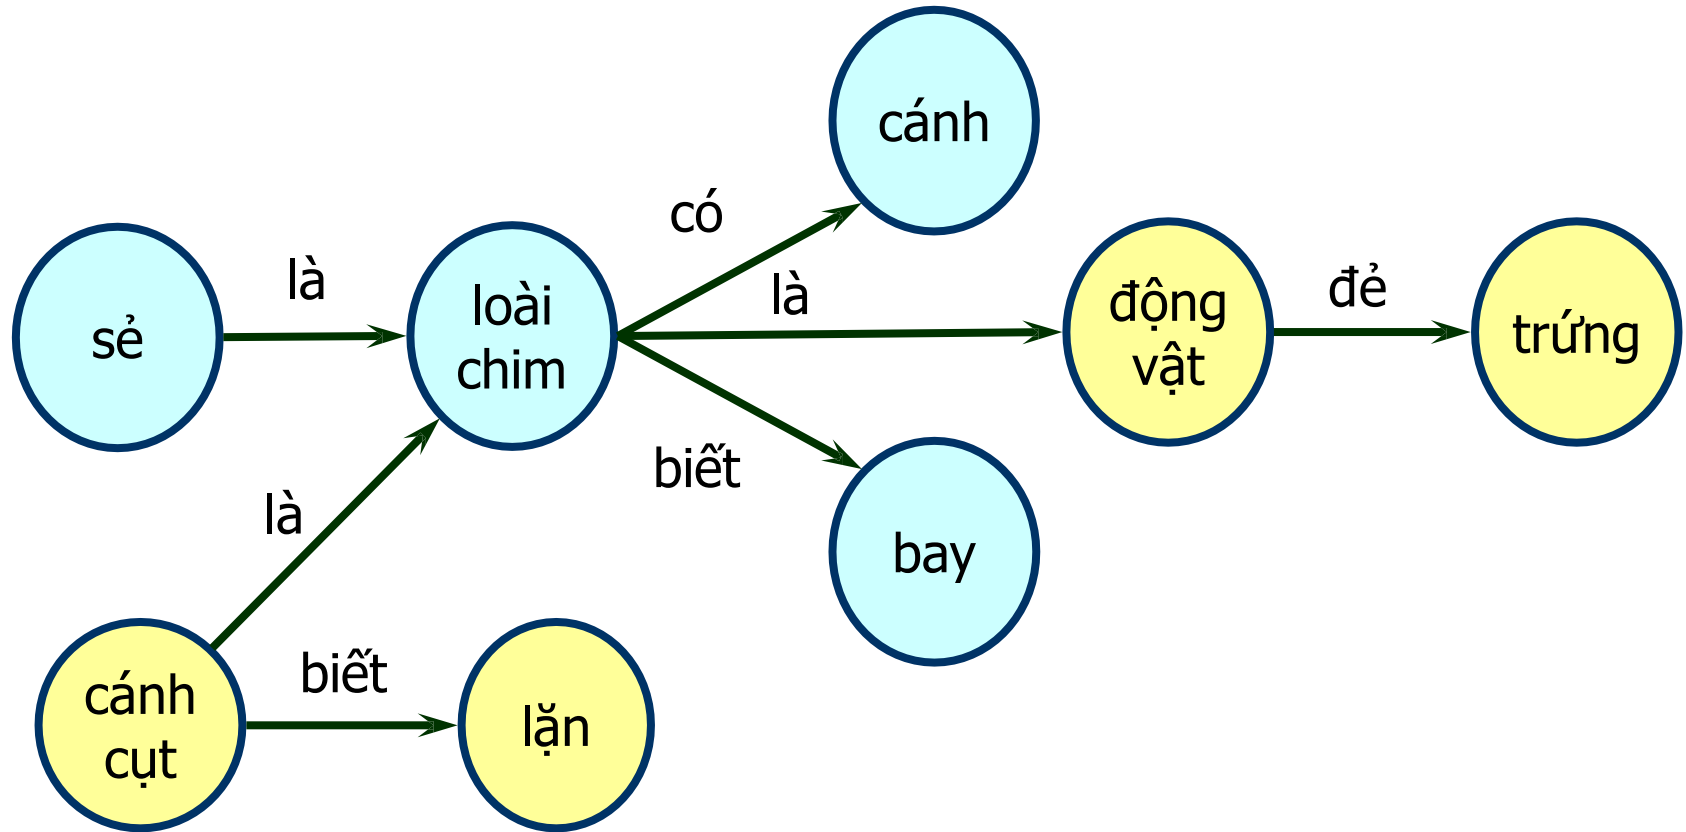 cánh
có
là
sẻ
là
loài
chim
động
vật
đẻ
trứng
biết
bay
là
cánh
cụt
biết
lặn